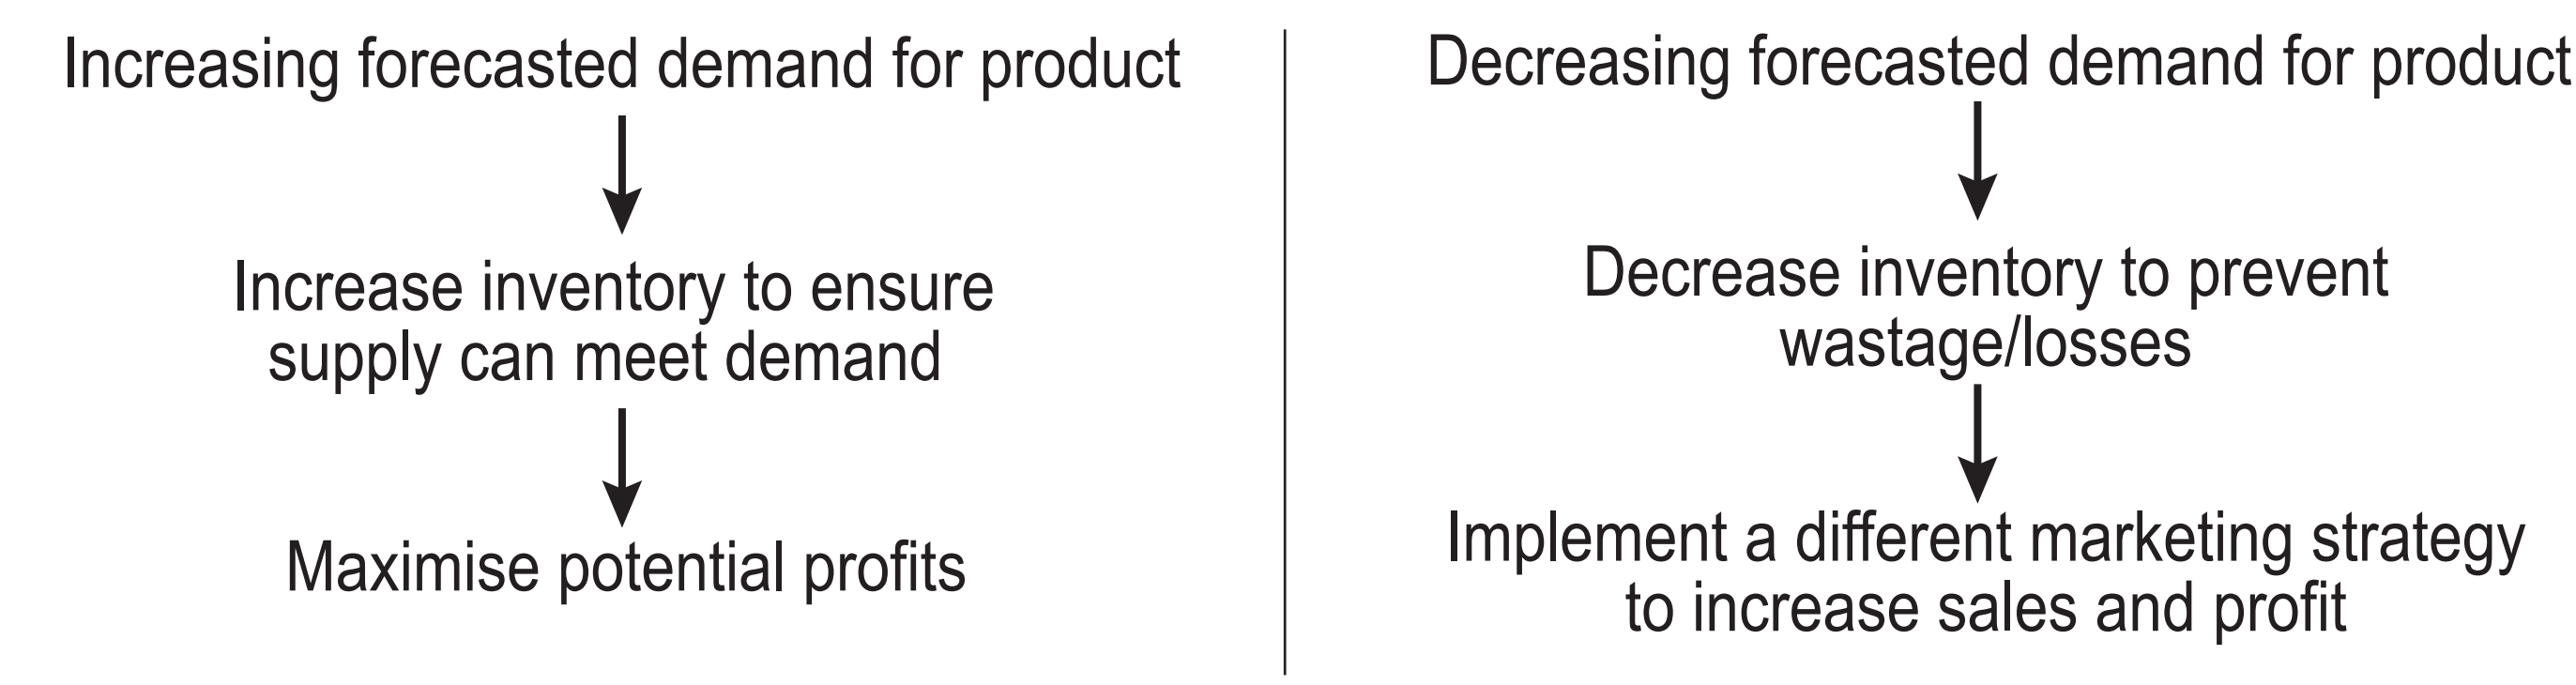 Increasing forecasted demand for product
Increase inventory to ensure
supply can meet demand
Maximise potential profits
Decreasing forecasted demand for product
Decrease inventory to prevent
wastage/losses
Implement a different marketing strategy
to increase sales and profit